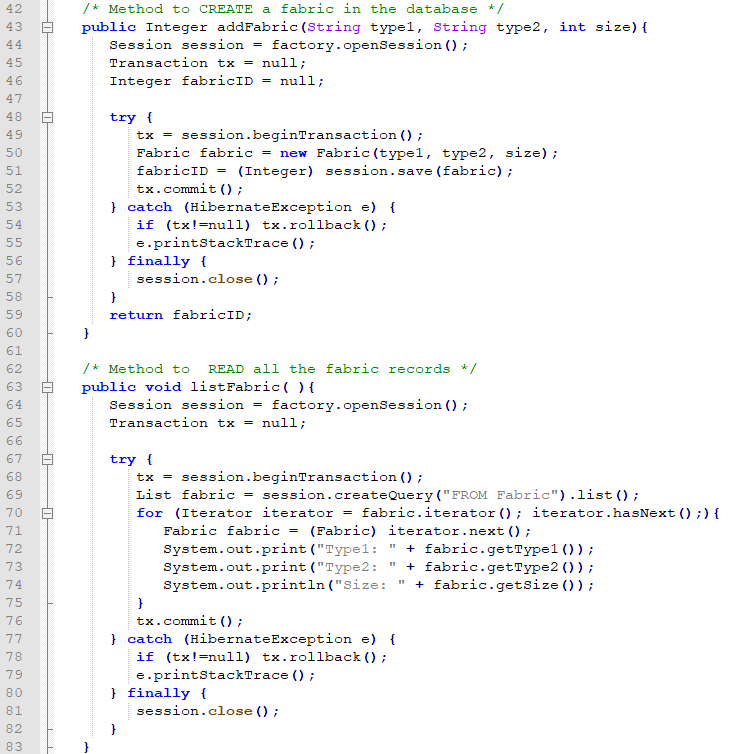 42 /* Method to CREATE a fabric in the database */
43 public Integer addFabric(String type1, String type2, int size){
44 Session session = factory.openSession();
45 Transaction tx = null;
46 Integer fabricID = null;
47
48 try {
49 tx = session.beginTransaction();
50 Fabric fabric = new Fabric(type1, type2, size);
51 fabricID = (Integer) session.save(fabric);
52 tx.commit();
53 } catch (HibernateException e) {
54 if (tx!=null) tx.rollback();
55 e.printStackTrace();
56 } finally {
57 session.close();
58 }
59 return fabricID;
60 }
61
62 /* Method to  READ all the fabric records */
63 public void listFabric( ){
64 Session session = factory.openSession();
65 Transaction tx = null;
66
67 try {
68 tx = session.beginTransaction();
69 List fabric = session.createQuery("FROM Fabric").list();
70 for (Iterator iterator = fabric.iterator(); iterator.hasNext();){
71 Fabric fabric = (Fabric) iterator.next();
72 System.out.print("Type1: " + fabric.getType1());
73 System.out.print("Type2: " + fabric.getType2());
74 System.out.println("Size: " + fabric.getSize());
75 }
76 tx.commit();
77 } catch (HibernateException e) {
78 if (tx!=null) tx.rollback();
79 e.printStackTrace();
80 } finally {
81 session.close();
82 }
83 }